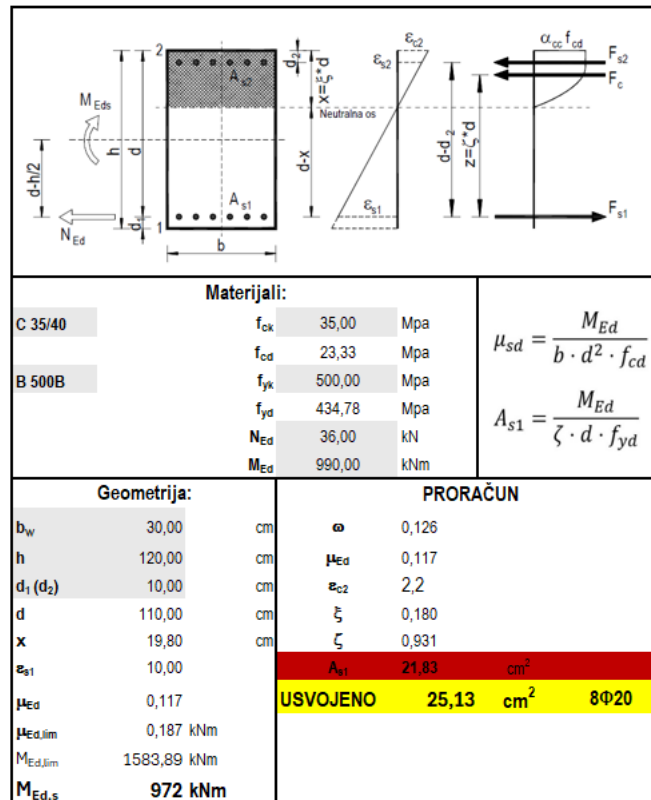 2
A_s2
d_2
x=ξ*d
ε_c2
ε_s2
α_cc f_cd
F_s2
F_c
M_Eds
Neutralna os
h
d
d-h/2
d-x
d-d_2
z=ζ*d
A_s1
ε_s1
F_s1
d_1
1
N_Ed
b
Materijali:
C 35/40 f_ck 35,00 Mpa
f_cd 23,33 Mpa
B 500B f_yk 500,00 Mpa
f_yd 434,78 Mpa
N_Ed 36,00 kN
M_Ed 990,00 kNm
μ_sd = M_Ed / (b · d² · f_cd)
A_s1 = M_Ed / (ζ · d · f_yd)
Geometrija:
b_w 30,00 cm
h 120,00 cm
d_1 (d_2) 10,00 cm
d 110,00 cm
x 19,80 cm
ε_s1 10,00
μ_Ed 0,117
μ_Ed,lim 0,187 kNm
M_Ed,lim 1583,89 kNm
M_Ed,s 972 kNm
PRORAČUN
ω 0,126
μ_Ed 0,117
ε_c2 2,2
ξ 0,180
ζ 0,931
A_s1 21,83 cm²
USVOJENO 25,13 cm² 8Φ20